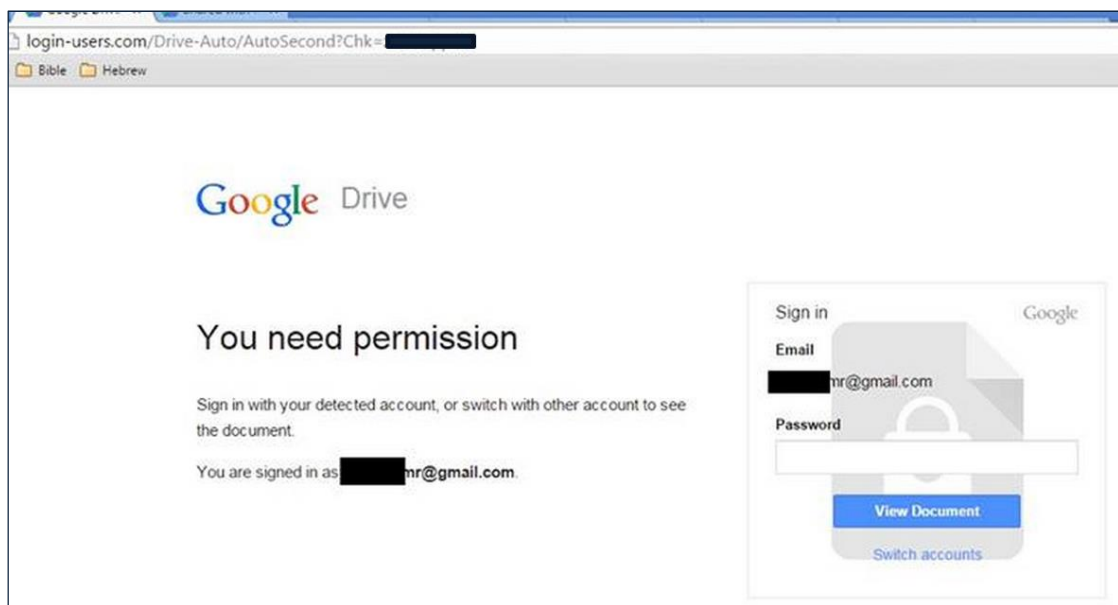 login-users.com/Drive-Auto/AutoSecond?Chk=
Bible Hebrew
Google Drive
You need permission
Sign in with your detected account, or switch with other account to see
the document.
You are signed in as mr@gmail.com.
Sign in Google
Email
mr@gmail.com
Password
View Document
Switch accounts